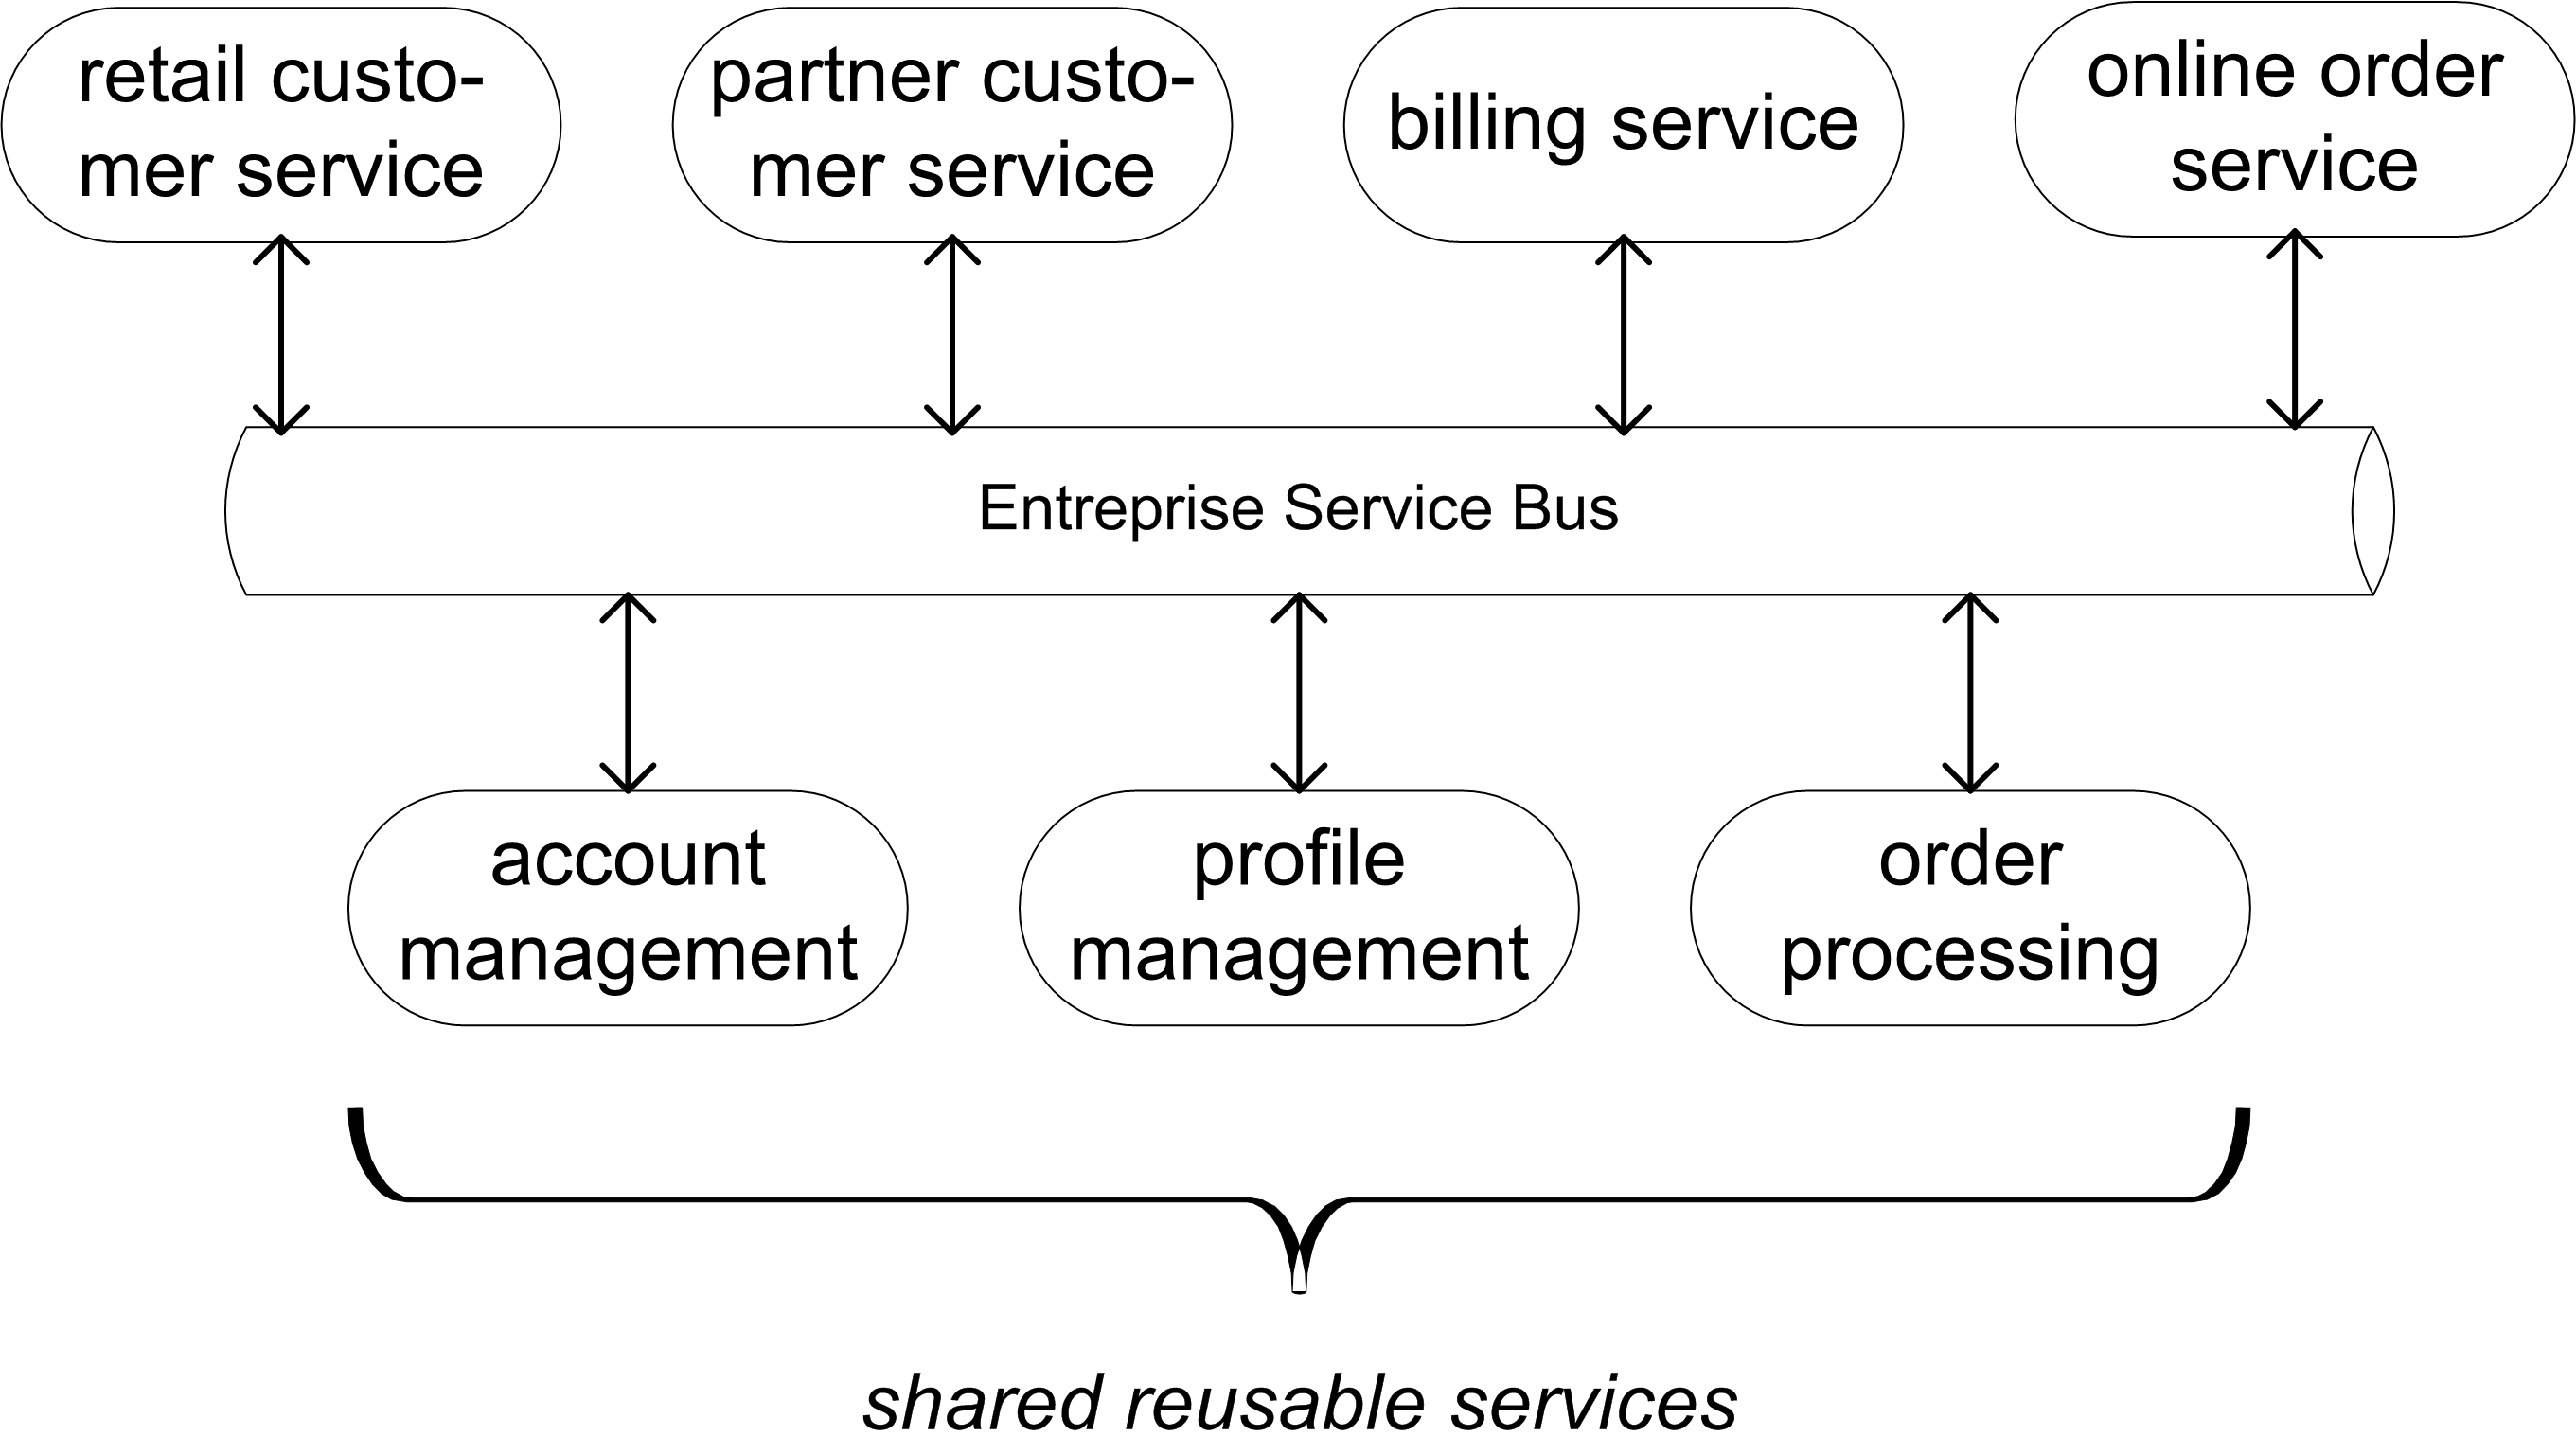 retail custo-
mer service
partner custo-
mer service
billing service
online order
service
Entreprise Service Bus
account
management
profile
management
order
processing
shared reusable services